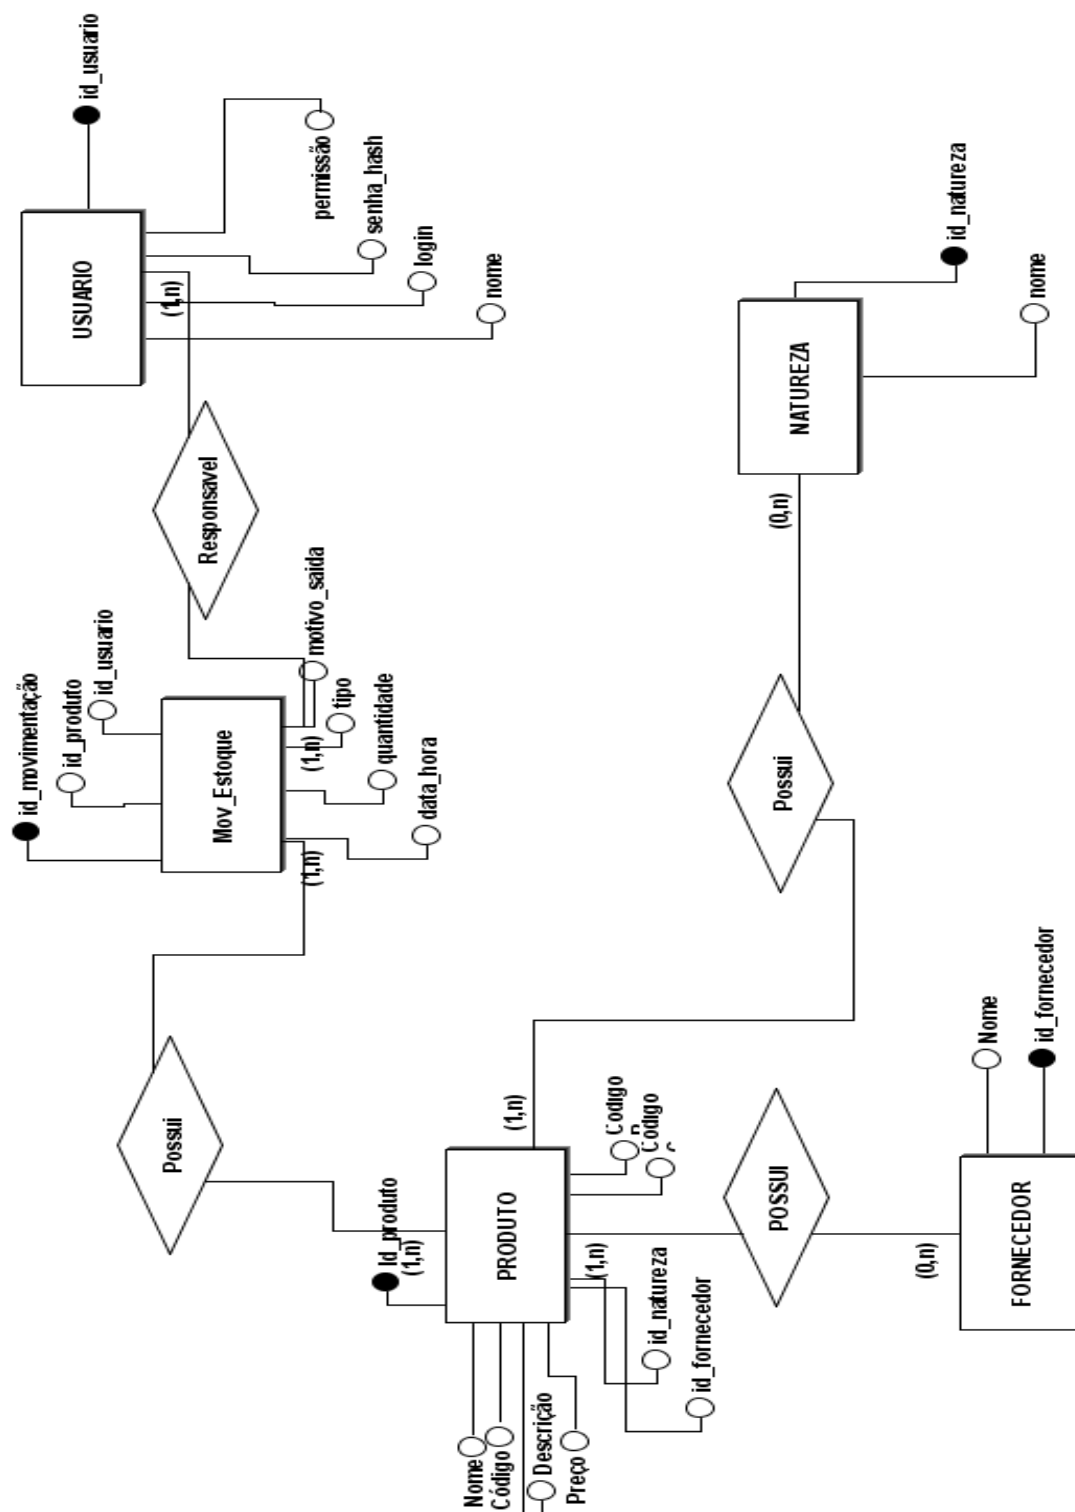 id_usuario
USUARIO
permissão
senha_hash
login
nome
(1,n)
Responsavel
id_movimentação
id_produto
id_usuario
Mov_Estoque
motivo_saida
tipo
(1,n)
quantidade
data_hora
(1,n)
Possui
id_natureza
NATUREZA
nome
(0,n)
Possui
(1,n)
Id_produto
(1,n)
PRODUTO
Código
Código
Nome
Código
Descrição
Preço
(1,n)
id_natureza
id_fornecedor
POSSUI
(0,n)
FORNECEDOR
Nome
id_fornecedor